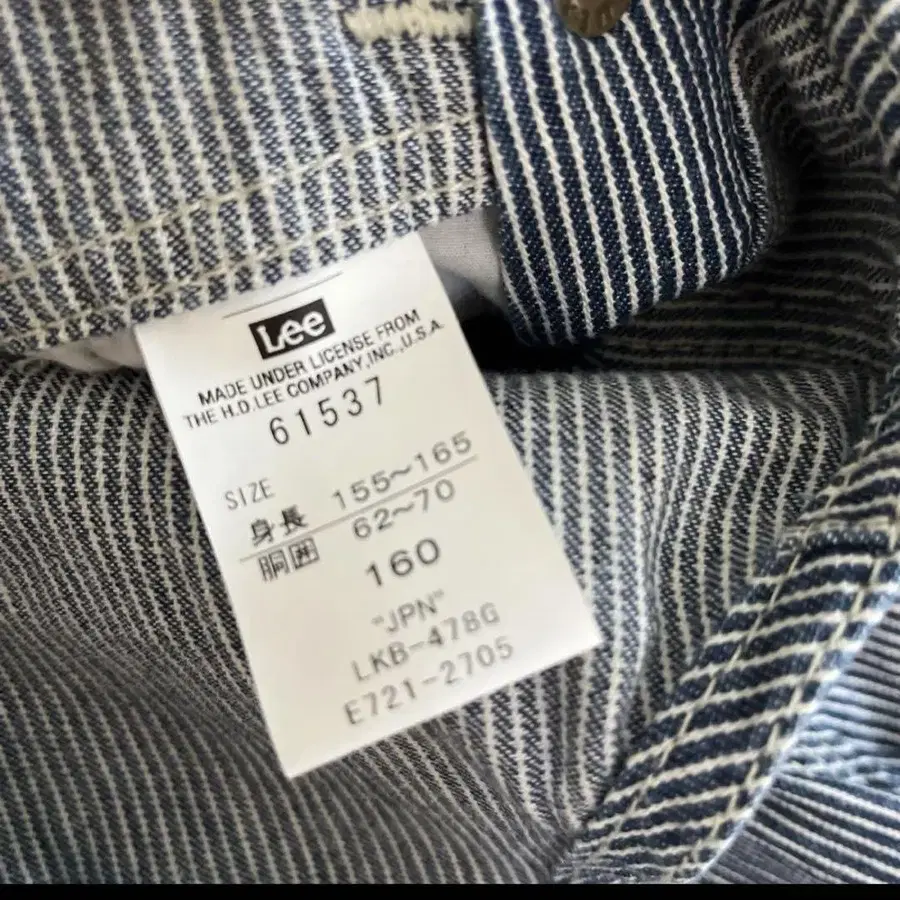 Lee
MADE UNDER LICENSE FROM
THE H.D.LEE COMPANY,INC.,U.S.A.
61537
SIZE
身長 155~165
胴囲 62~70
160
"JPN"
LKB-478G
E721-2705